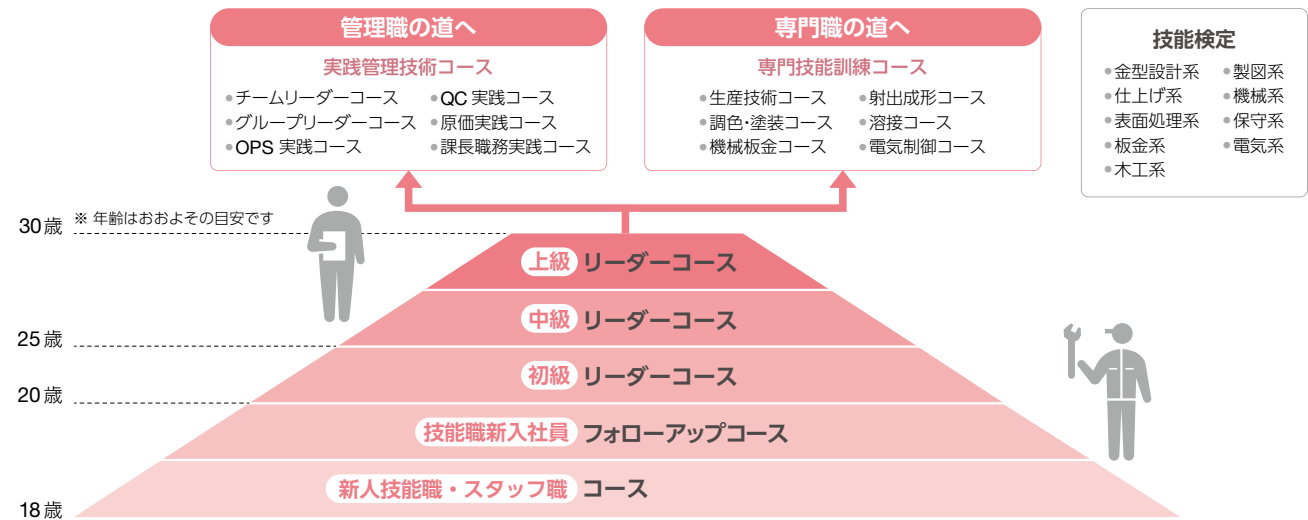 管理職の道へ
実践管理技術コース
●チームリーダーコース
●グループリーダーコース
●OPS 実践コース
●QC 実践コース
●原価実践コース
●課長職務実践コース
専門職の道へ
専門技能訓練コース
●生産技術コース
●調色・塗装コース
●機械板金コース
●射出成形コース
●溶接コース
●電気制御コース
技能検定
●金型設計系
●仕上げ系
●表面処理系
●板金系
●木工系
●製図系
●機械系
●保守系
●電気系
30歳 ※ 年齢はおおよその目安です
上級 リーダーコース
中級 リーダーコース
25歳
初級 リーダーコース
20歳
技能職新入社員 フォローアップコース
新人技能職・スタッフ職 コース
18歳